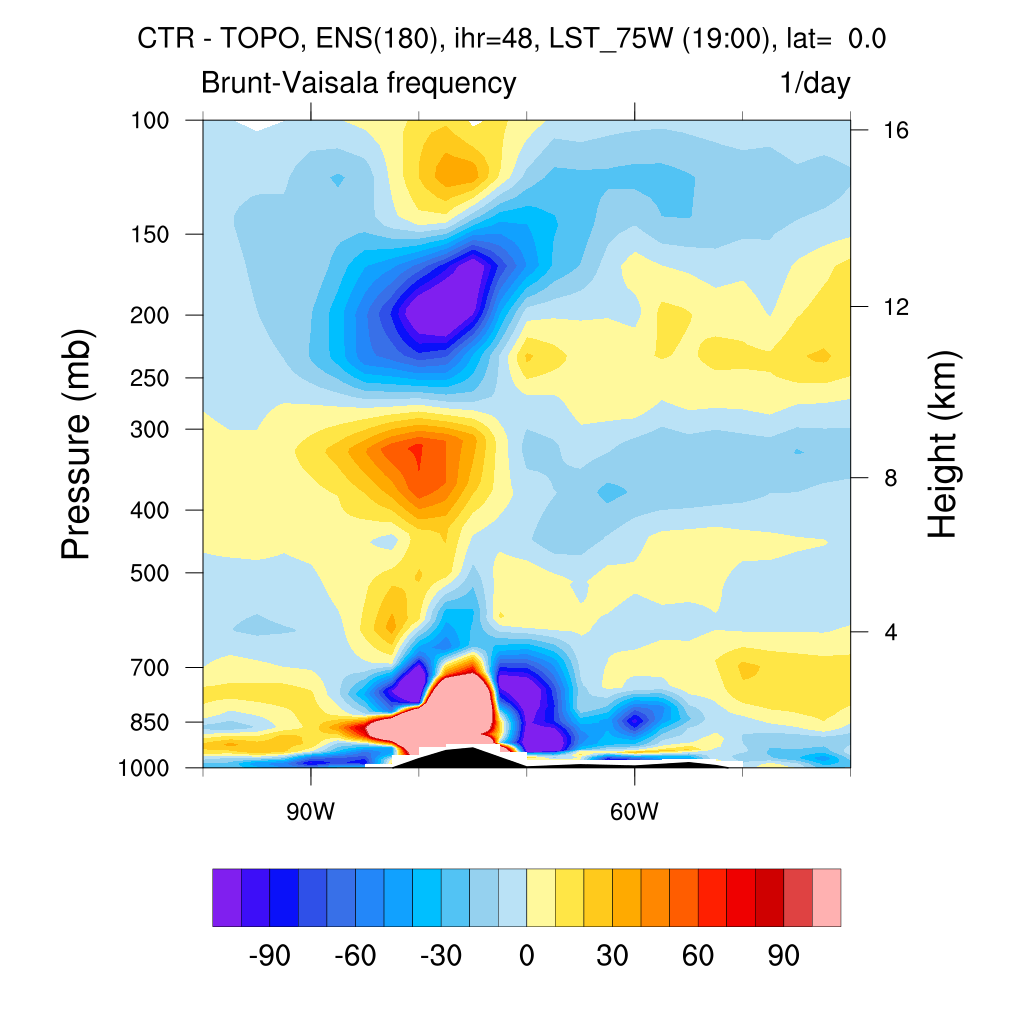 CTR - TOPO, ENS(180), ihr=48, LST_75W (19:00), lat=  0.0
Brunt-Vaisala frequency 1/day
100
150
200
250
300
400
500
700
850
1000
Pressure (mb)
16
12
8
4
Height (km)
90W 60W
-90 -60 -30 0 30 60 90